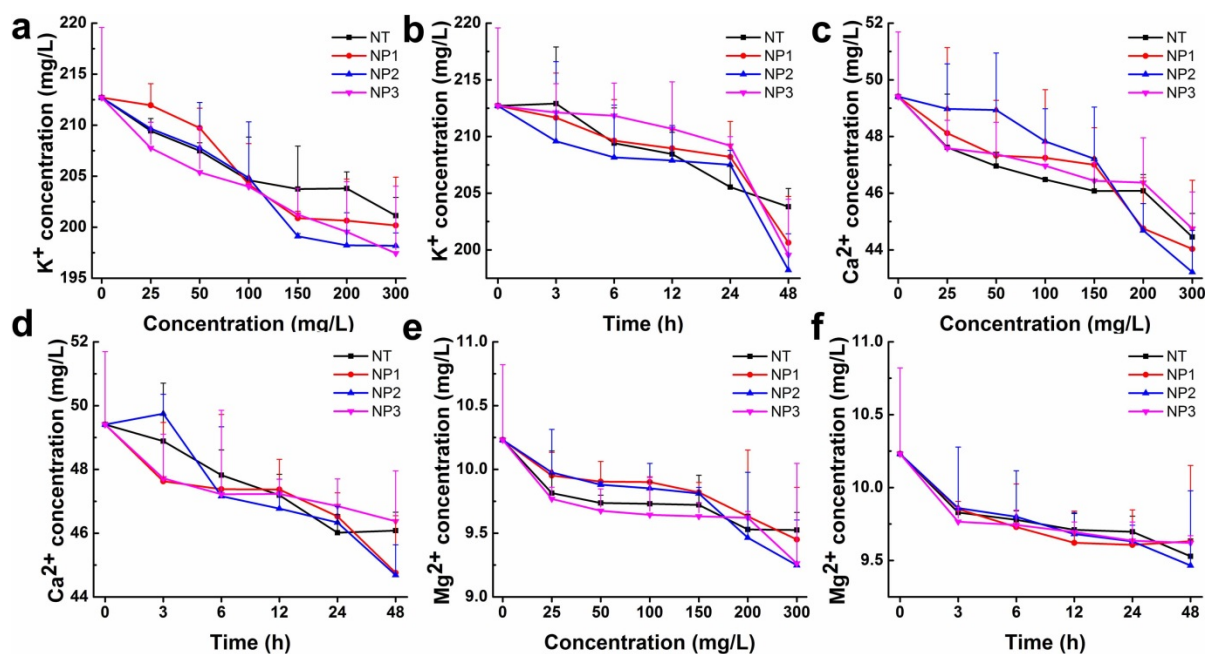 a
K+ concentration (mg/L)
220
215
210
205
200
195
NT
NP1
NP2
NP3
0 25 50 100 150 200 300
Concentration (mg/L)
b
K+ concentration (mg/L)
220
215
210
205
200
NT
NP1
NP2
NP3
0 3 6 12 24 48
Time (h)
c
Ca2+ concentration (mg/L)
52
50
48
46
44
NT
NP1
NP2
NP3
0 25 50 100 150 200 300
Concentration (mg/L)
d
Ca2+ concentration (mg/L)
52
50
48
46
44
NT
NP1
NP2
NP3
0 3 6 12 24 48
Time (h)
e
Mg2+ concentration (mg/L)
11.0
10.5
10.0
9.5
9.0
NT
NP1
NP2
NP3
0 25 50 100 150 200 300
Concentration (mg/L)
f
Mg2+ concentration (mg/L)
11.0
10.5
10.0
9.5
NT
NP1
NP2
NP3
0 3 6 12 24 48
Time (h)